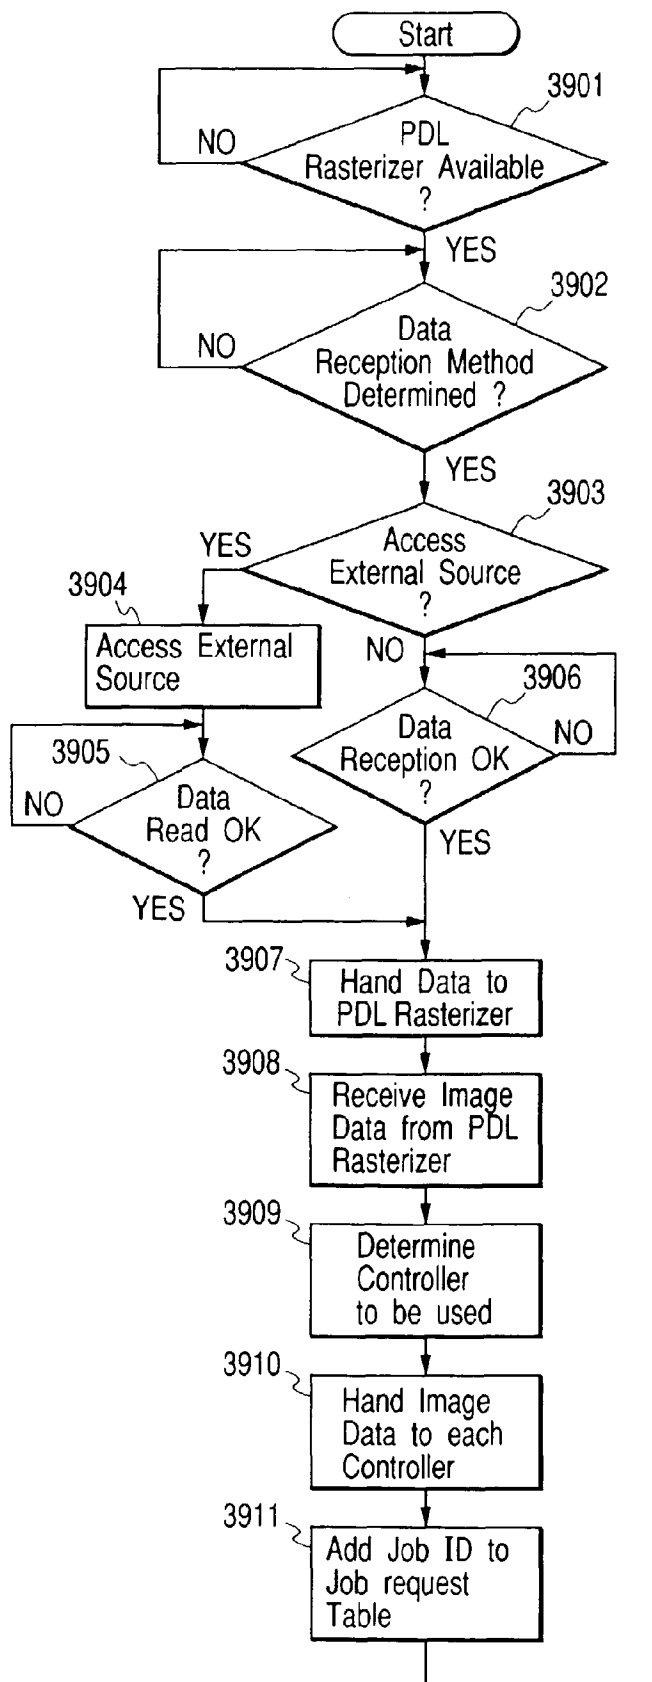 Start
3901
NO
PDL
Rasterizer Available
?
YES
3902
NO
Data
Reception Method
Determined ?
YES
3903
YES
Access
External Source
?
3904
NO
Access External
Source
3906
3905
Data
Reception OK
?
NO
NO
Data
Read OK
?
YES
YES
3907
Hand Data to
PDL Rasterizer
3908
Receive Image
Data from PDL
Rasterizer
3909
Determine
Controller
to be used
3910
Hand Image
Data to each
Controller
3911
Add Job ID to
Job request
Table